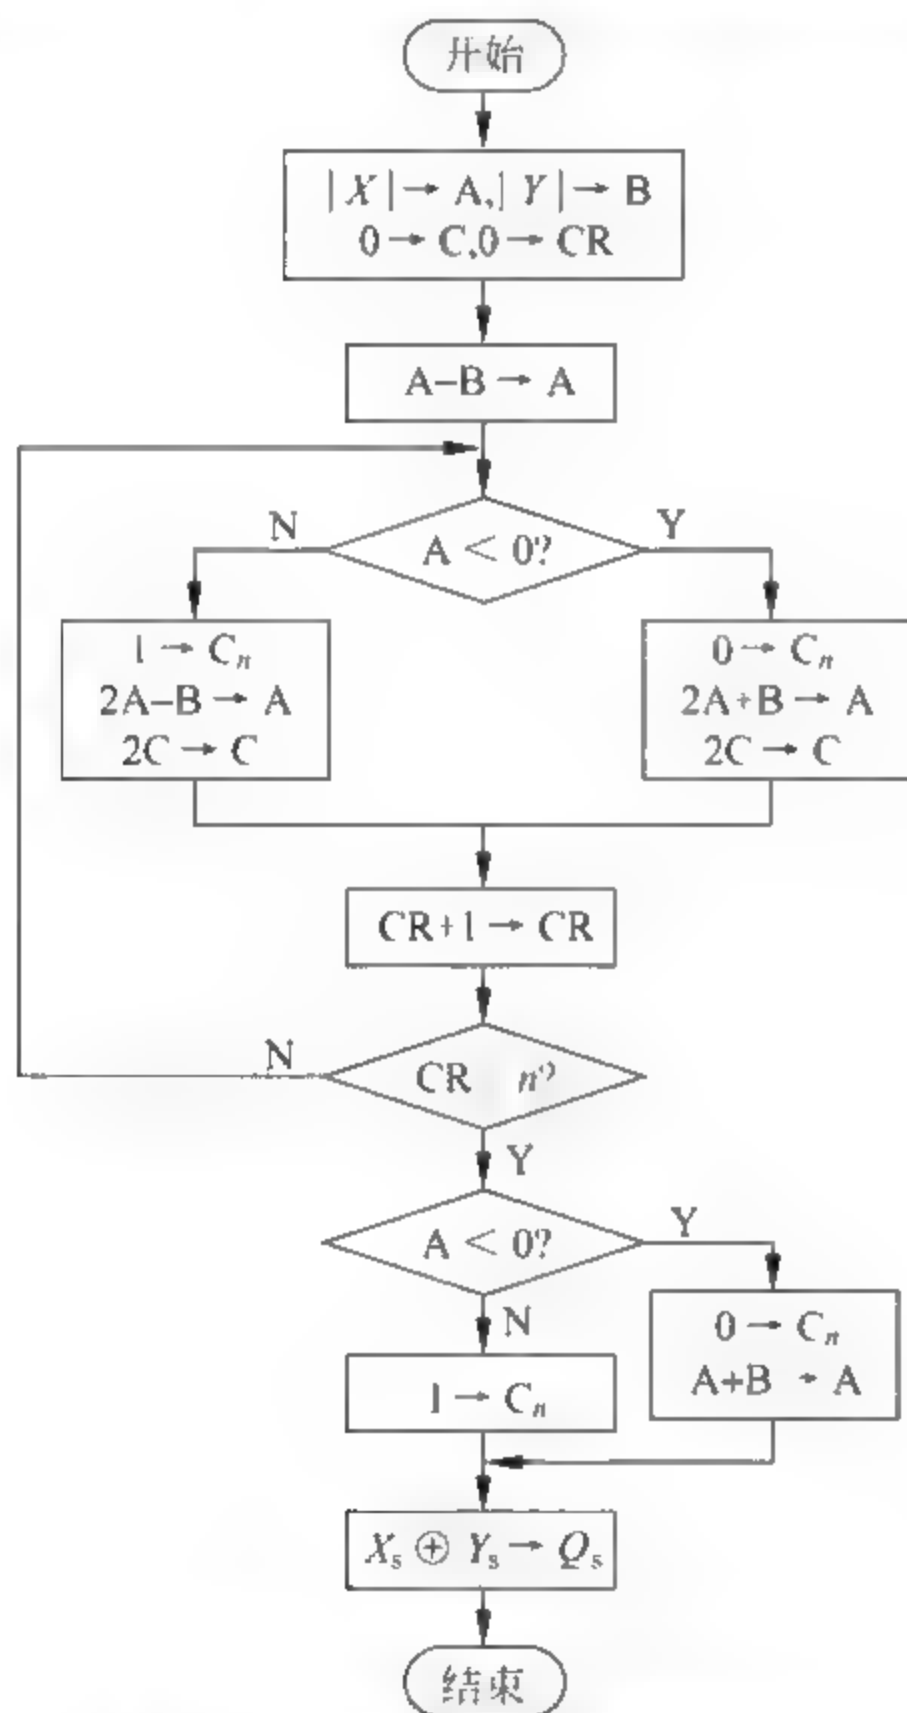 开始
| X | → A,| Y | → B
0 → C,0 → CR
A−B → A
A < 0?
N
Y
1 → Cₙ
2A−B → A
2C → C
0 → Cₙ
2A+B → A
2C → C
CR+1 → CR
CR n?
N
Y
A < 0?
Y
N
0 → Cₙ
A+B → A
1 → Cₙ
Xₛ ⊕ Yₛ → Qₛ
结束